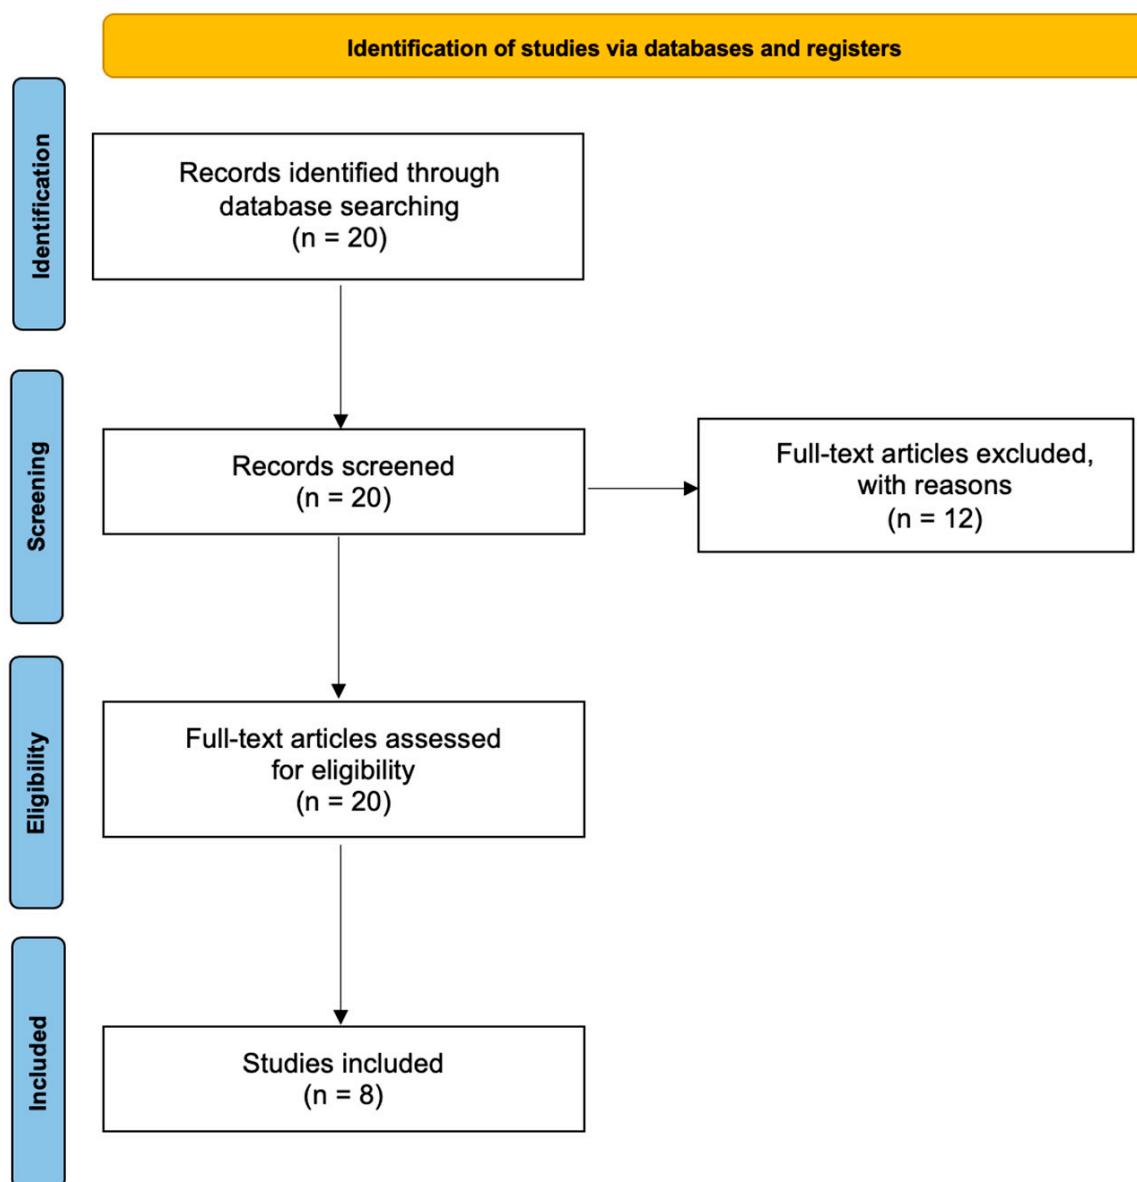 Identification of studies via databases and registers
Identification
Records identified through
database searching
(n = 20)
Screening
Records screened
(n = 20)
Full-text articles excluded,
with reasons
(n = 12)
Eligibility
Full-text articles assessed
for eligibility
(n = 20)
Included
Studies included
(n = 8)